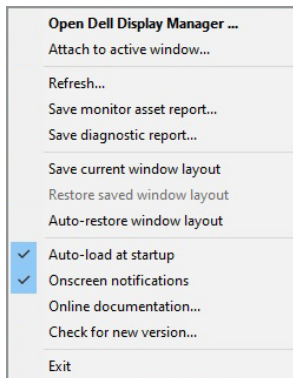 Open Dell Display Manager ...
Attach to active window...
Refresh...
Save monitor asset report...
Save diagnostic report...
Save current window layout
Restore saved window layout
Auto-restore window layout
Auto-load at startup
Onscreen notifications
Online documentation...
Check for new version...
Exit